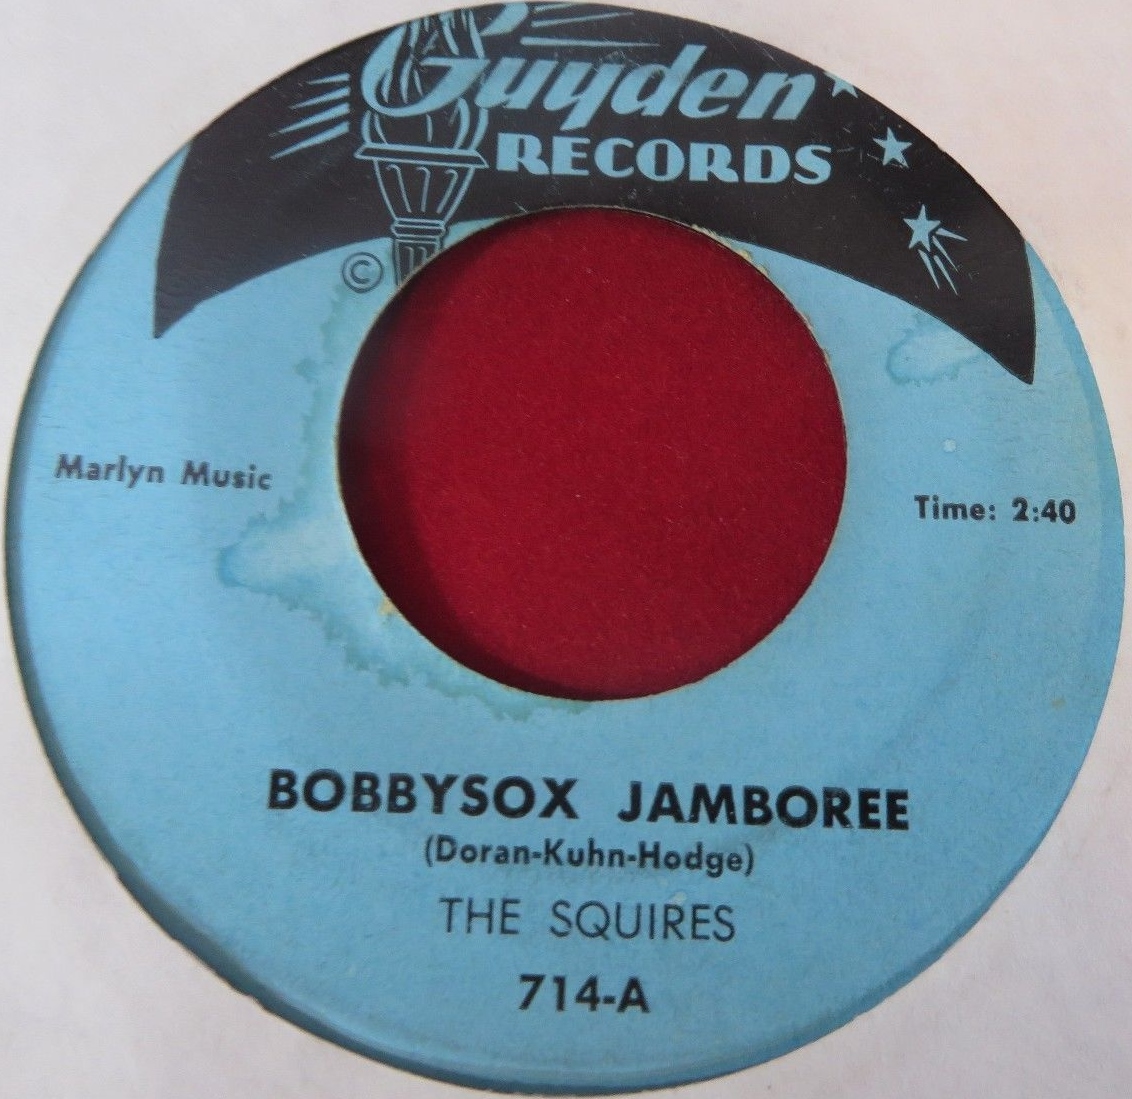 Guyden
RECORDS
©
Marlyn Music
Time: 2:40
BOBBYSOX JAMBOREE
(Doran-Kuhn-Hodge)
THE SQUIRES
714-A